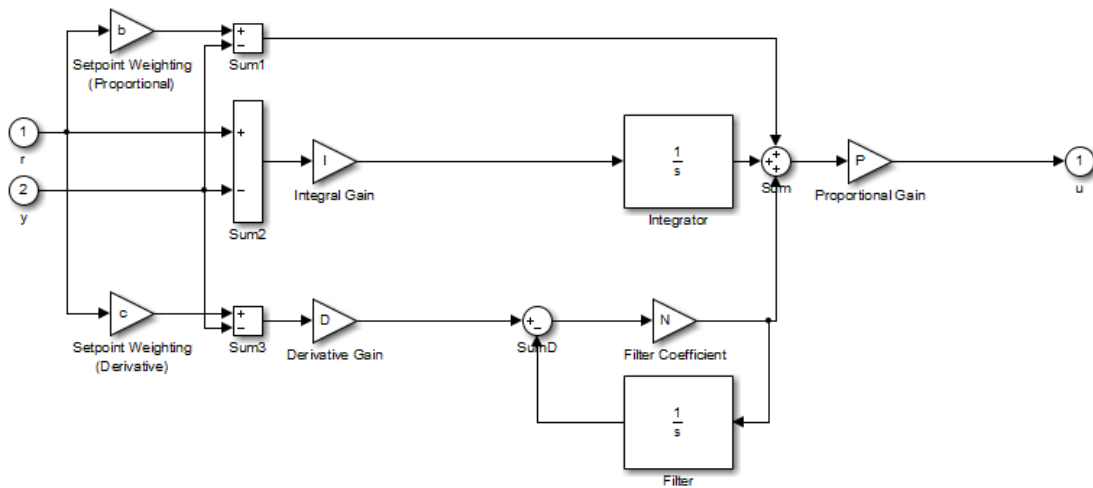 b
+
−
Sum1
Setpoint Weighting
(Proportional)
1
r
2
y
+
−
Sum2
I
Integral Gain
1
s
Integrator
+
+
+
Sum
P
Proportional Gain
1
u
c
Setpoint Weighting
(Derivative)
+
−
Sum3
D
Derivative Gain
+
−
SumD
N
Filter Coefficient
1
s
Filter